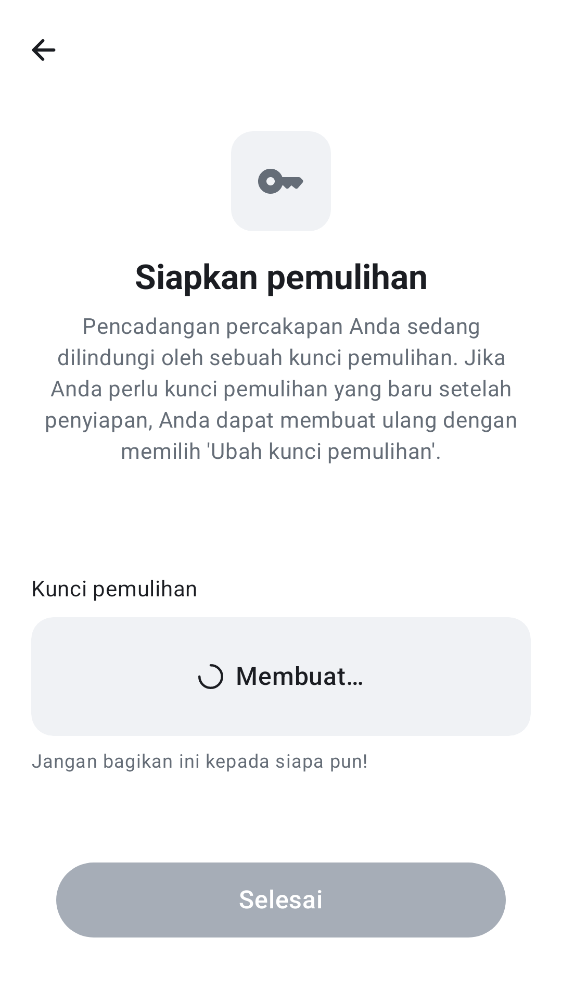 Siapkan pemulihan
Pencadangan percakapan Anda sedang
dilindungi oleh sebuah kunci pemulihan. Jika
Anda perlu kunci pemulihan yang baru setelah
penyiapan, Anda dapat membuat ulang dengan
memilih 'Ubah kunci pemulihan'.
Kunci pemulihan
Membuat…
Jangan bagikan ini kepada siapa pun!
Selesai